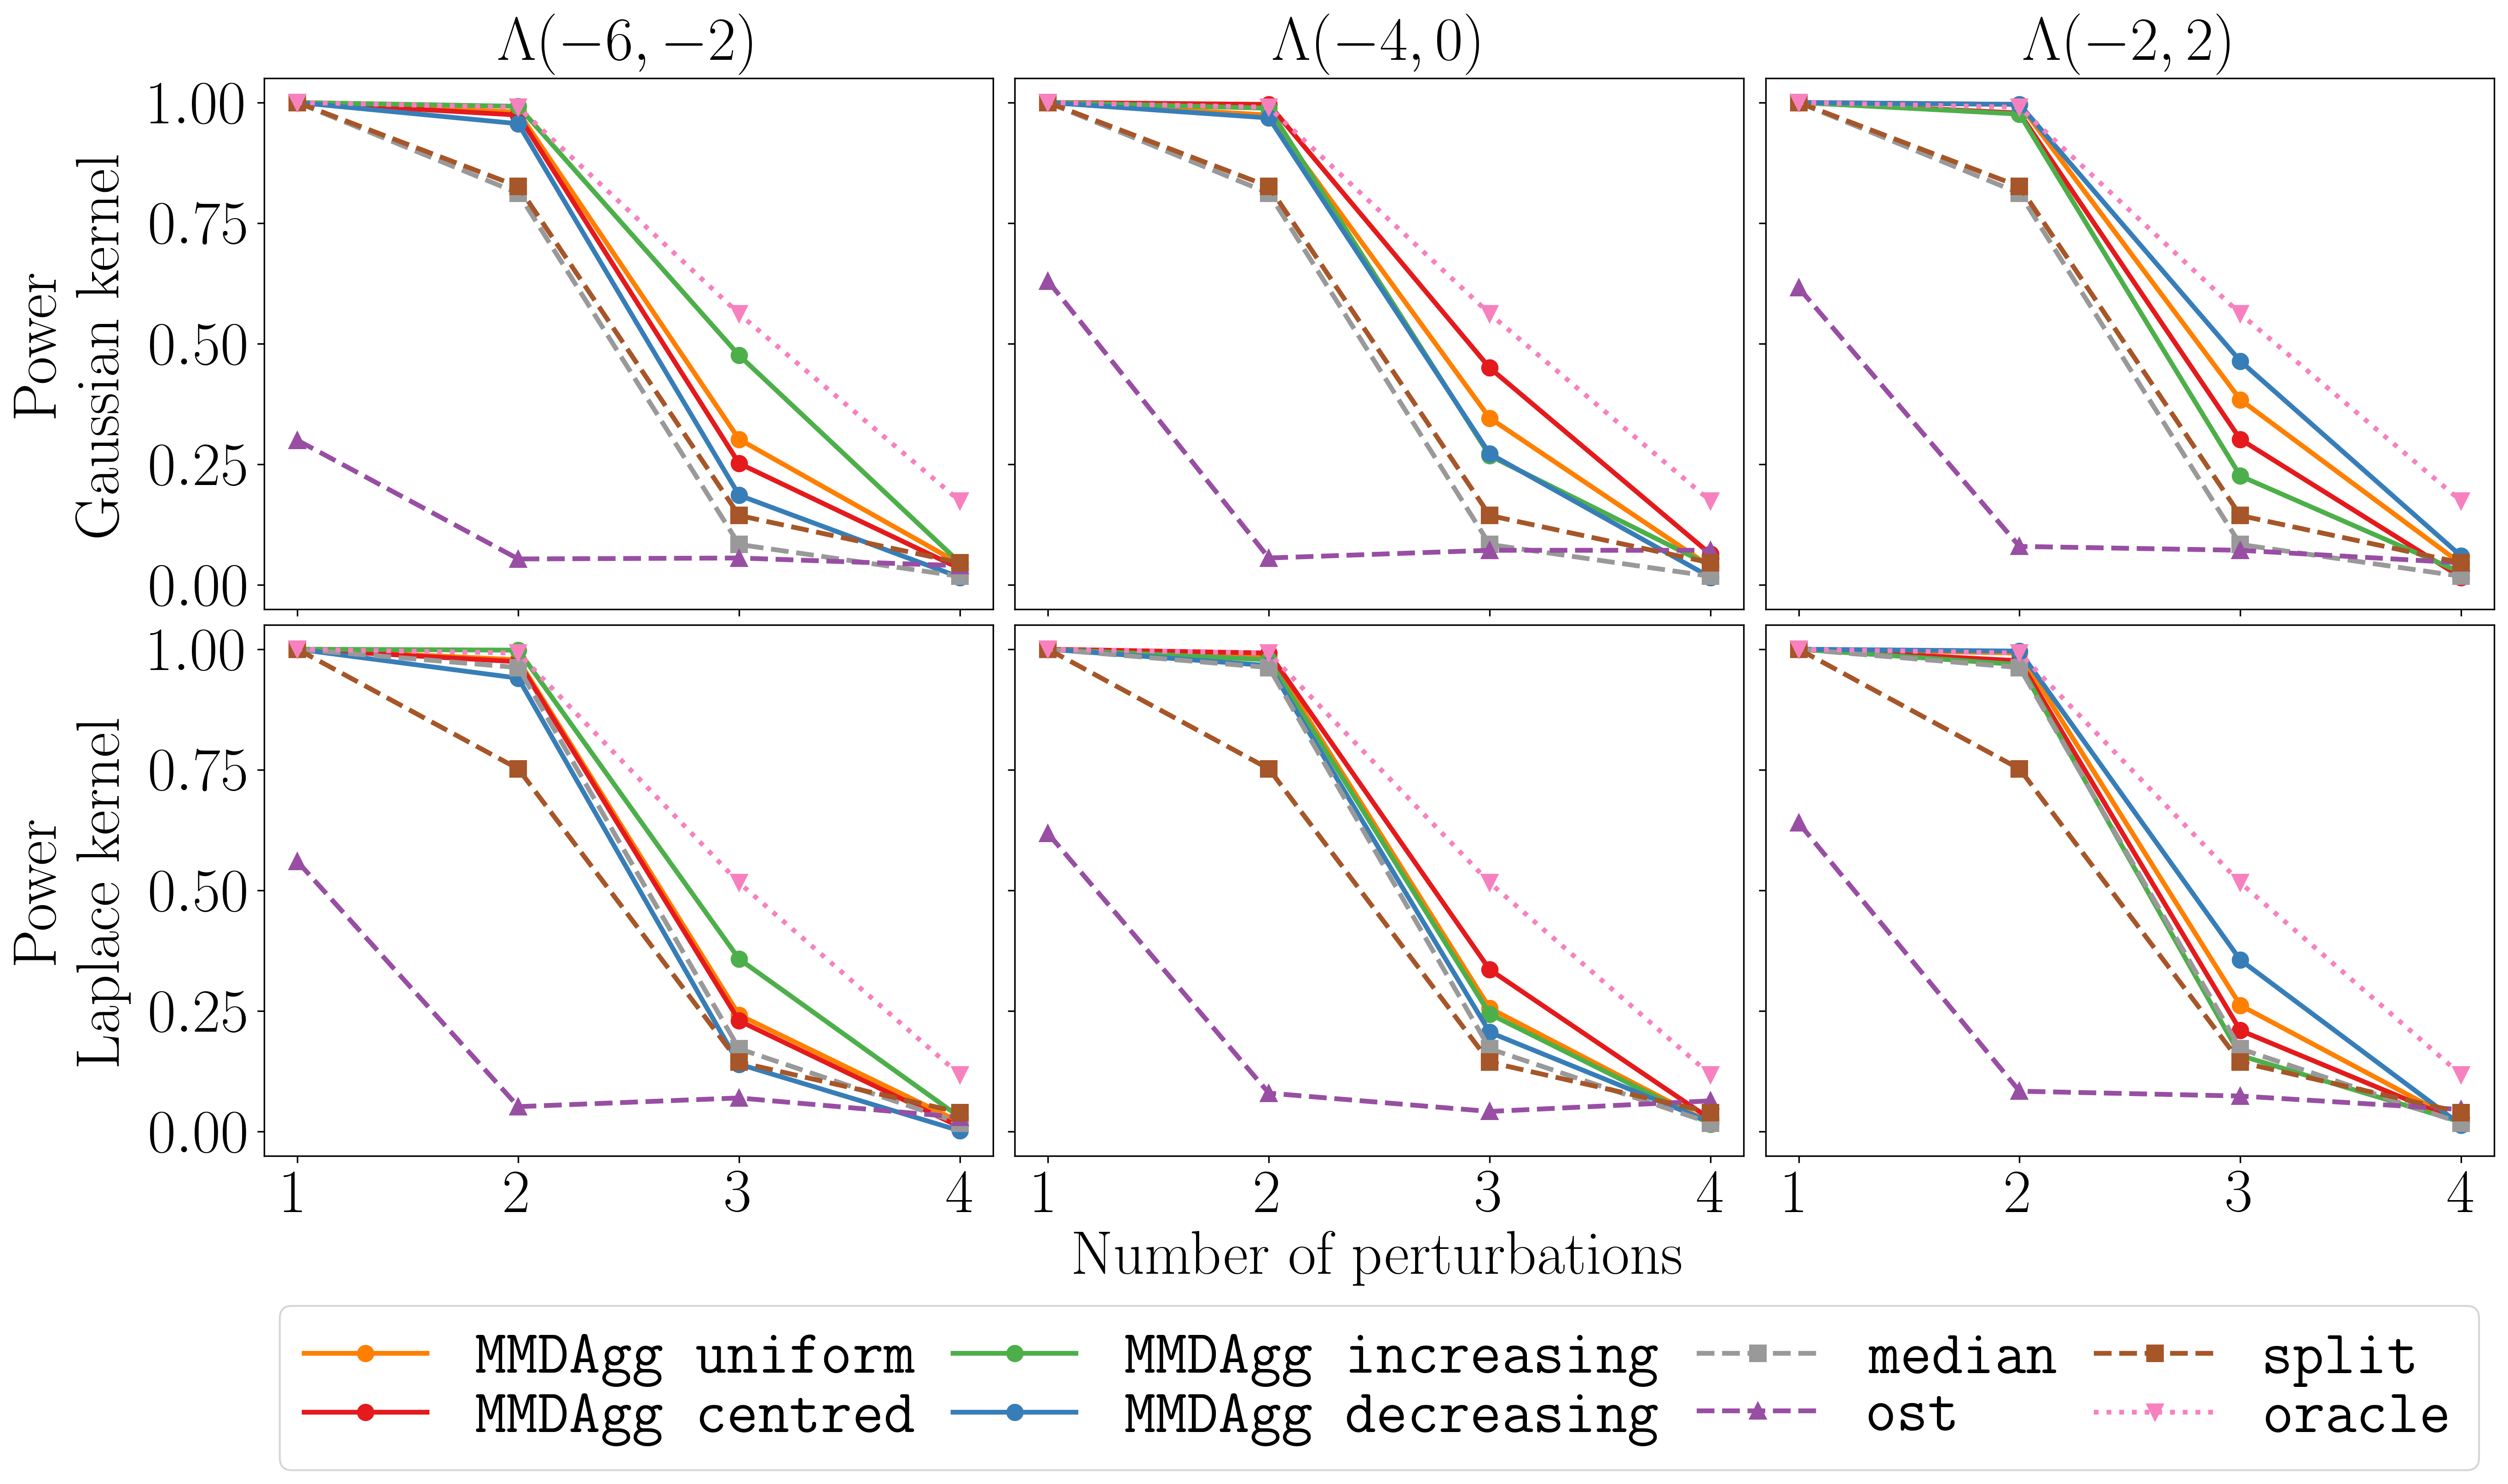 Λ(−6, −2)
Λ(−4, 0)
Λ(−2, 2)
Power
Gaussian kernel
1.00
0.75
0.50
0.25
0.00
Power
Laplace kernel
1.00
0.75
0.50
0.25
0.00
1 2 3 4
1 2 3 4
1 2 3 4
Number of perturbations
MMDAgg uniform
MMDAgg centred
MMDAgg increasing
MMDAgg decreasing
median
ost
split
oracle